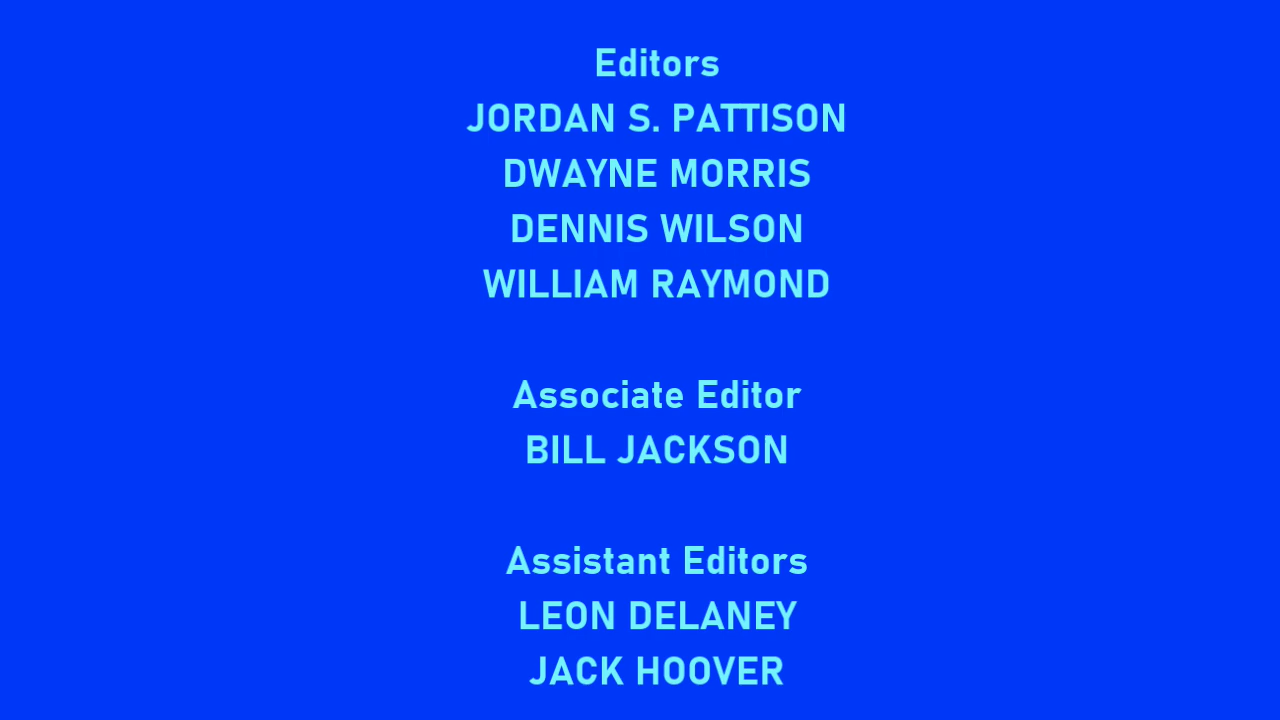 Editors
JORDAN S. PATTISON
DWAYNE MORRIS
DENNIS WILSON
WILLIAM RAYMOND
Associate Editor
BILL JACKSON
Assistant Editors
LEON DELANEY
JACK HOOVER